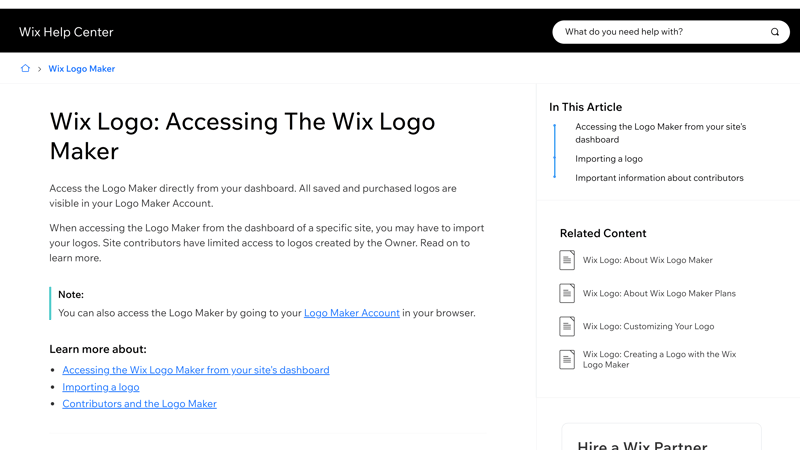 Wix Help Center
What do you need help with?
Wix Logo Maker
Wix Logo: Accessing The Wix Logo
Maker
Access the Logo Maker directly from your dashboard. All saved and purchased logos are
visible in your Logo Maker Account.
When accessing the Logo Maker from the dashboard of a specific site, you may have to import
your logos. Site contributors have limited access to logos created by the Owner. Read on to
learn more.
Note:
You can also access the Logo Maker by going to your Logo Maker Account in your browser.
Learn more about:
Accessing the Wix Logo Maker from your site's dashboard
Importing a logo
Contributors and the Logo Maker
In This Article
Accessing the Logo Maker from your site's
dashboard
Importing a logo
Important information about contributors
Related Content
Wix Logo: About Wix Logo Maker
Wix Logo: About Wix Logo Maker Plans
Wix Logo: Customizing Your Logo
Wix Logo: Creating a Logo with the Wix
Logo Maker
Hire a Wix Partner